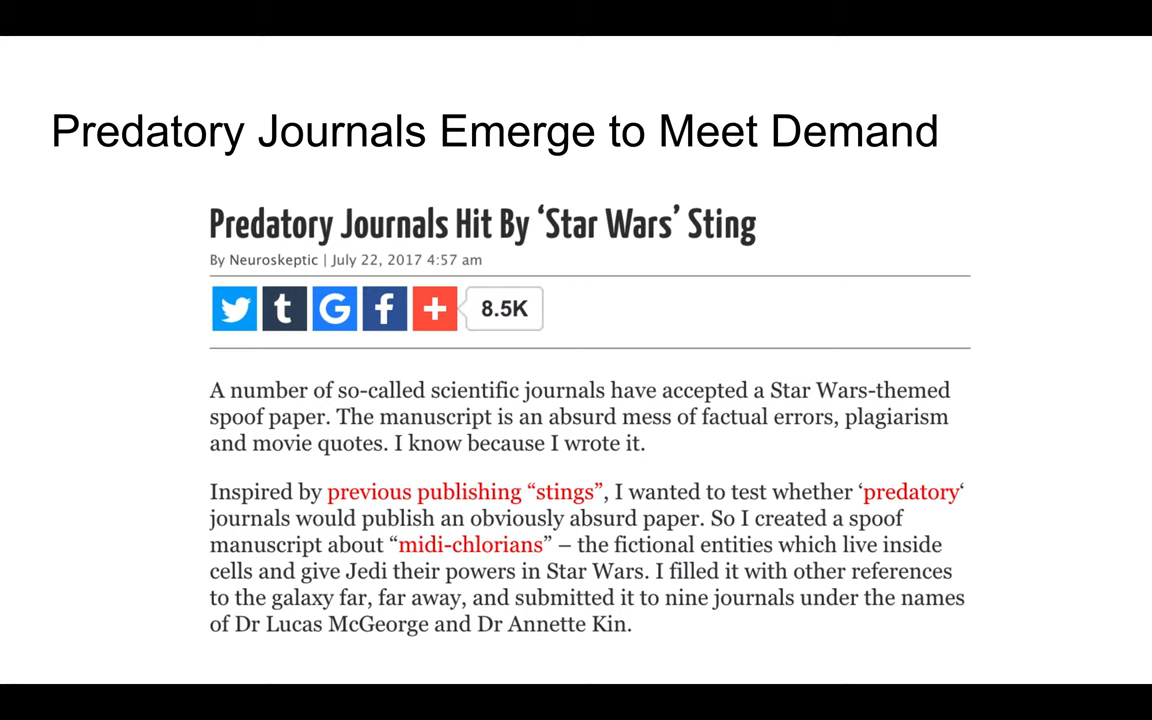 Predatory Journals Emerge to Meet Demand
Predatory Journals Hit By ‘Star Wars’ Sting
By Neuroskeptic | July 22, 2017 4:57 am
t G f + 8.5K
A number of so-called scientific journals have accepted a Star Wars-themed
spoof paper. The manuscript is an absurd mess of factual errors, plagiarism
and movie quotes. I know because I wrote it.
Inspired by previous publishing “stings”, I wanted to test whether ‘predatory‘
journals would publish an obviously absurd paper. So I created a spoof
manuscript about “midi-chlorians” – the fictional entities which live inside
cells and give Jedi their powers in Star Wars. I filled it with other references
to the galaxy far, far away, and submitted it to nine journals under the names
of Dr Lucas McGeorge and Dr Annette Kin.